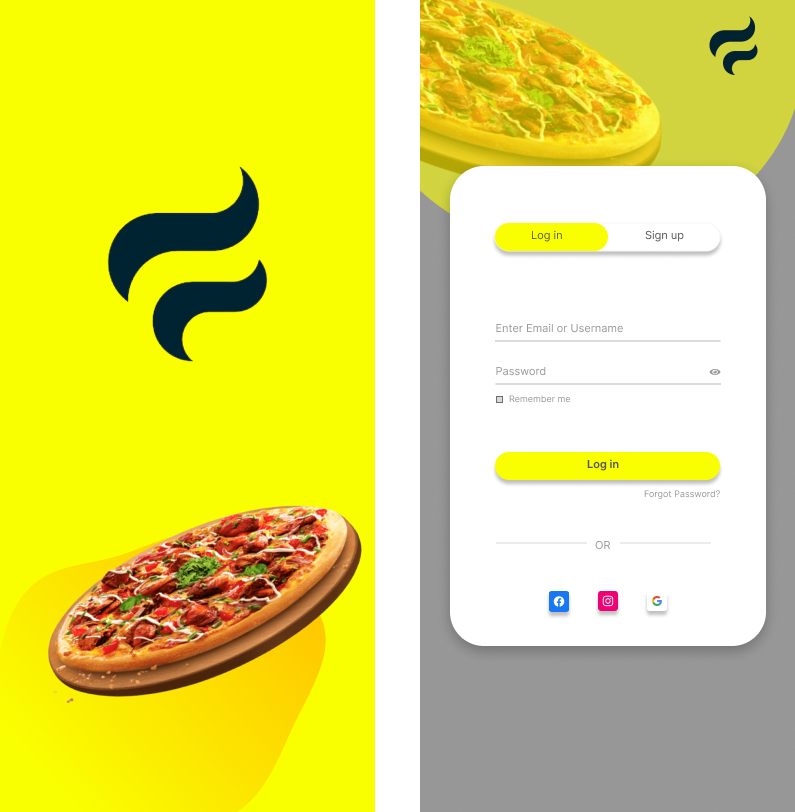 Log in
Sign up
Enter Email or Username
Password
Remember me
Log in
Forgot Password?
OR